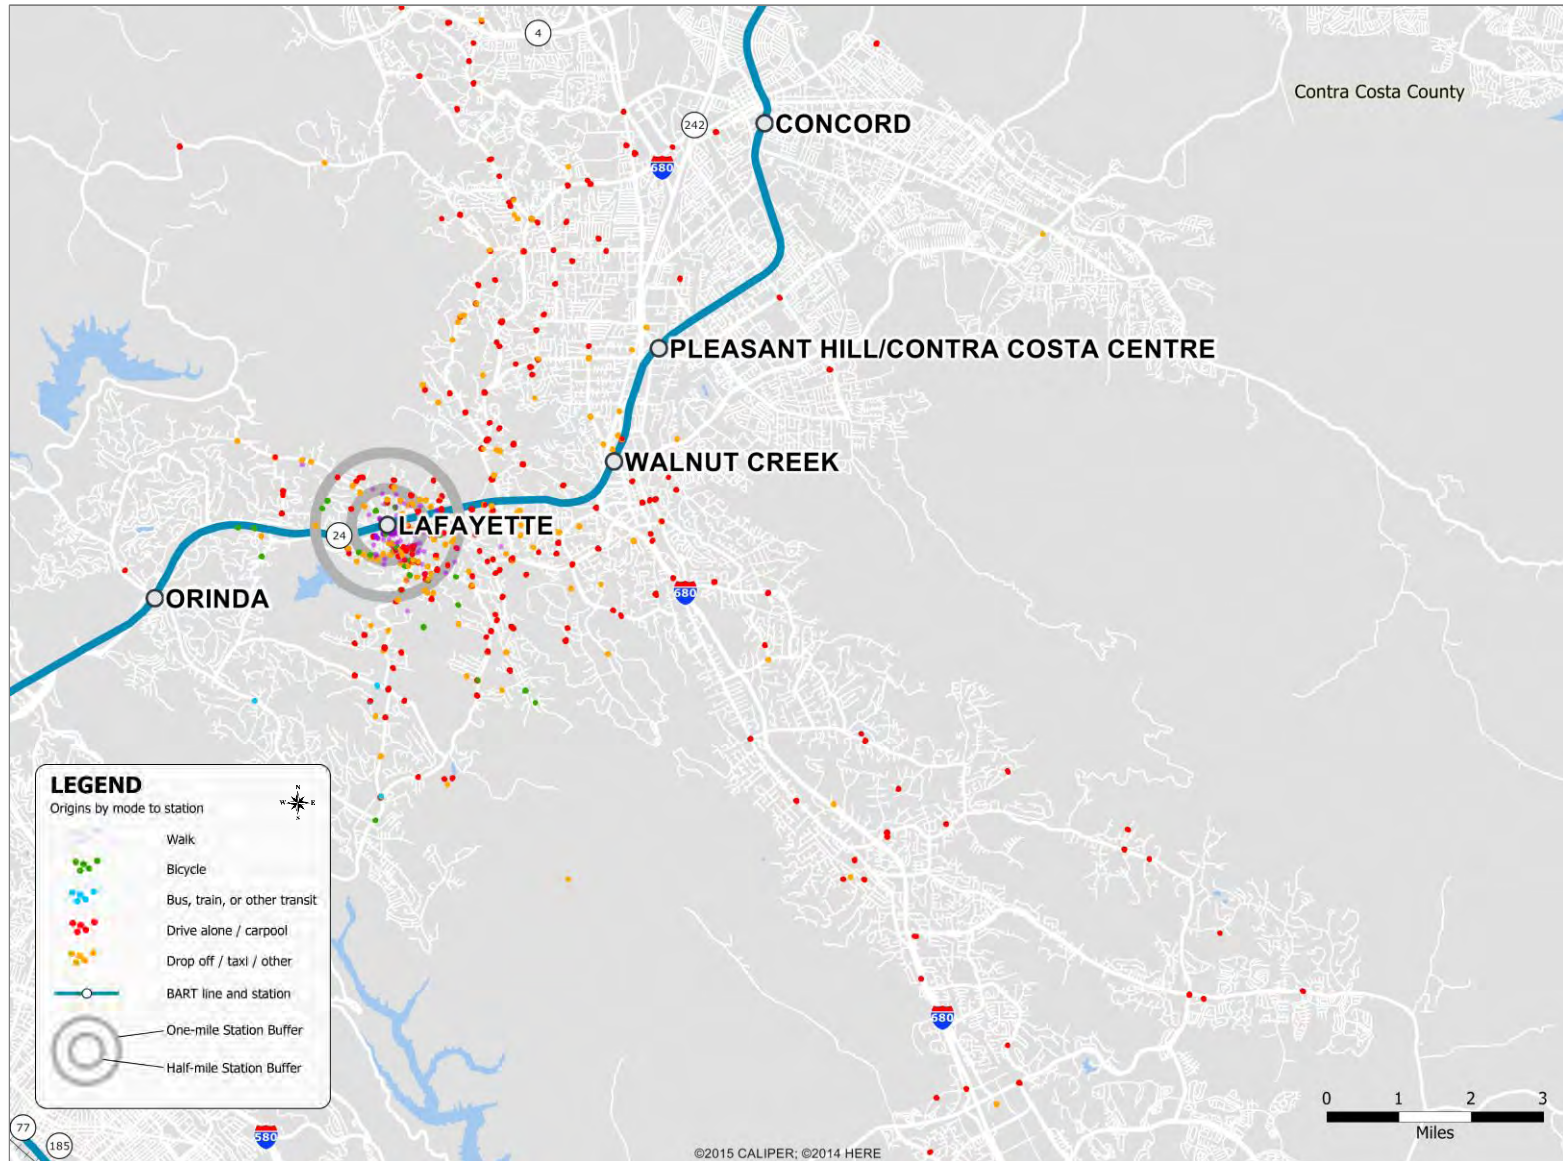 4
Contra Costa County
242
CONCORD
680
PLEASANT HILL/CONTRA COSTA CENTRE
WALNUT CREEK
LAFAYETTE
24
ORINDA
680
LEGEND
Origins by mode to station
N
W E
S
Walk
Bicycle
Bus, train, or other transit
Drive alone / carpool
Drop off / taxi / other
BART line and station
One-mile Station Buffer
Half-mile Station Buffer
680
0 1 2 3
Miles
77
185
580
©2015 CALIPER; ©2014 HERE